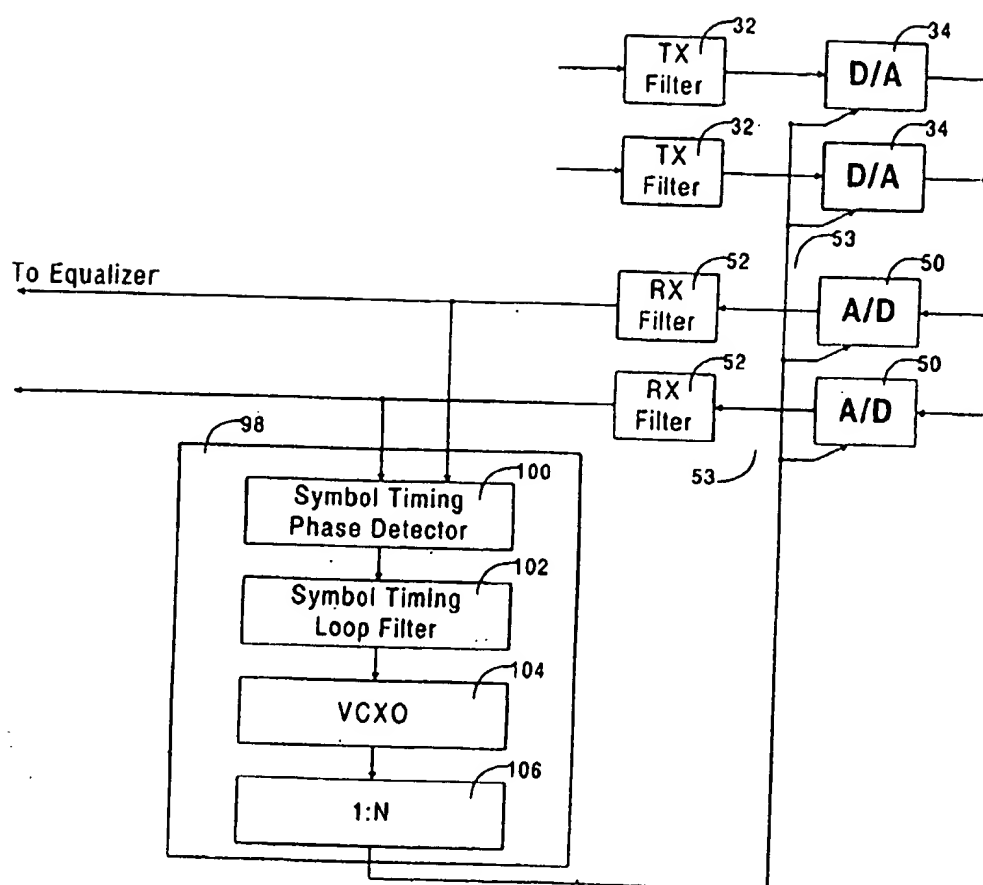 32
TX
Filter
34
D/A
32
TX
Filter
34
D/A
53
To Equalizer
52
RX
Filter
50
A/D
52
RX
Filter
50
A/D
98
53
100
Symbol Timing
Phase Detector
102
Symbol Timing
Loop Filter
104
VCXO
106
1:N